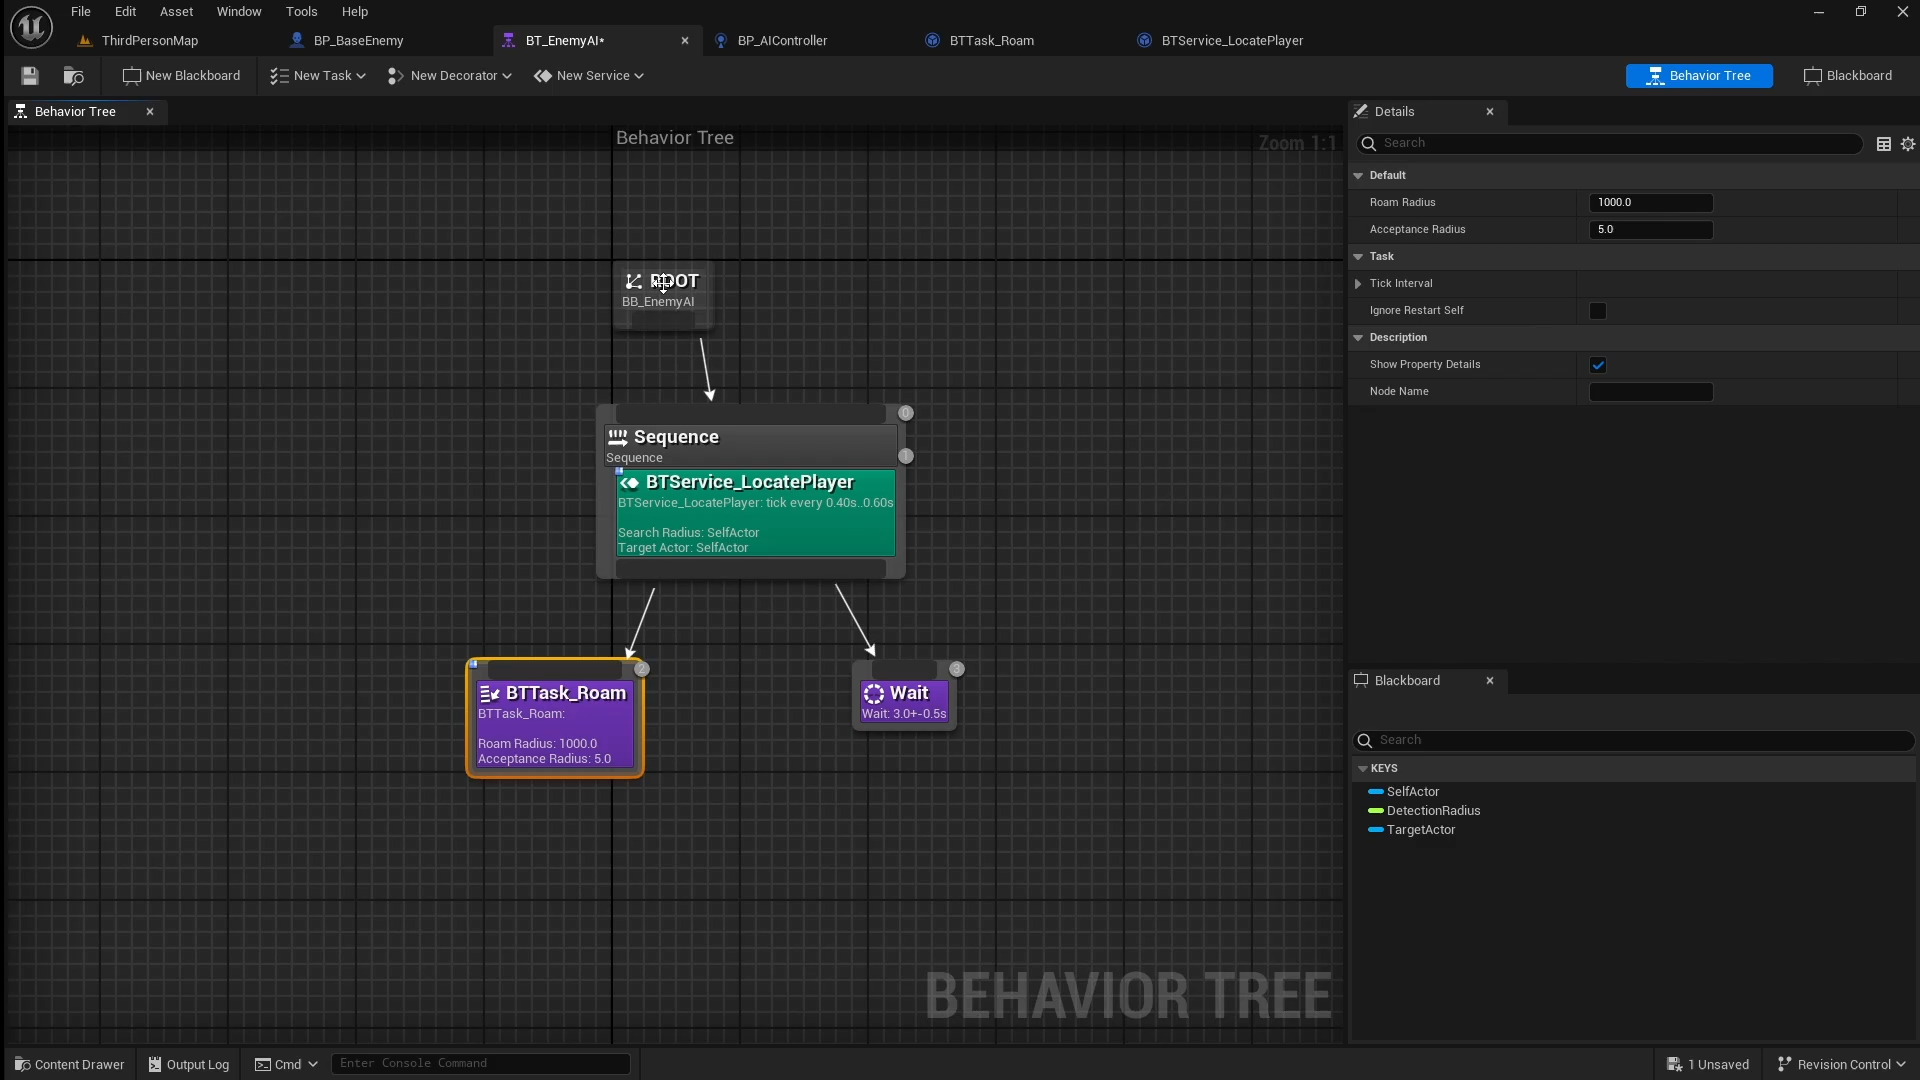 File Edit Asset Window Tools Help
ThirdPersonMap BP_BaseEnemy BT_EnemyAI* BP_AIController BTTask_Roam BTService_LocatePlayer
New Blackboard New Task New Decorator New Service Behavior Tree Blackboard
Behavior Tree
Behavior Tree
Zoom 1:1
ROOT
BB_EnemyAI
0
Sequence
Sequence
1
BTService_LocatePlayer
BTService_LocatePlayer: tick every 0.40s..0.60s
Search Radius: SelfActor
Target Actor: SelfActor
2
BTTask_Roam
BTTask_Roam:
Roam Radius: 1000.0
Acceptance Radius: 5.0
3
Wait
Wait: 3.0+-0.5s
BEHAVIOR TREE
Details
Search
Default
Roam Radius 1000.0
Acceptance Radius 5.0
Task
Tick Interval
Ignore Restart Self
Description
Show Property Details
Node Name
Blackboard
Search
KEYS
SelfActor
DetectionRadius
TargetActor
Content Drawer Output Log Cmd Enter Console Command 1 Unsaved Revision Control